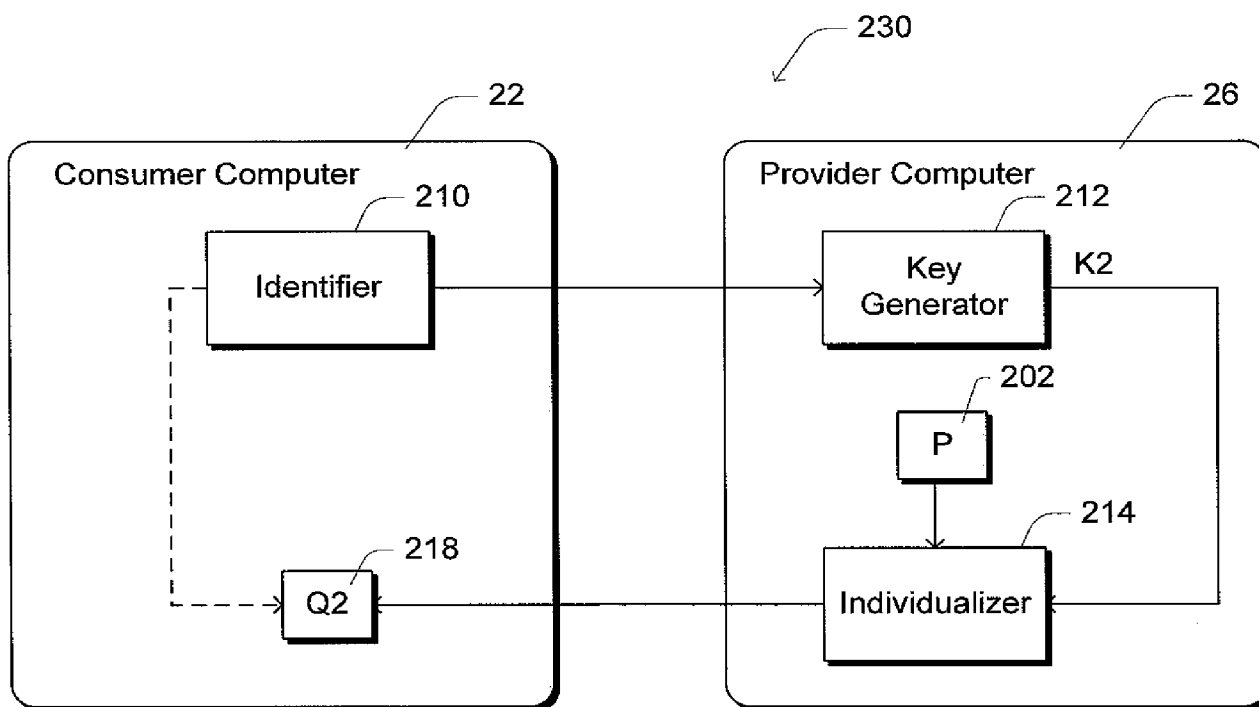 230
22
26
Consumer Computer
Provider Computer
210
212
Identifier
Key
Generator
K2
202
P
214
218
Q2
Individualizer